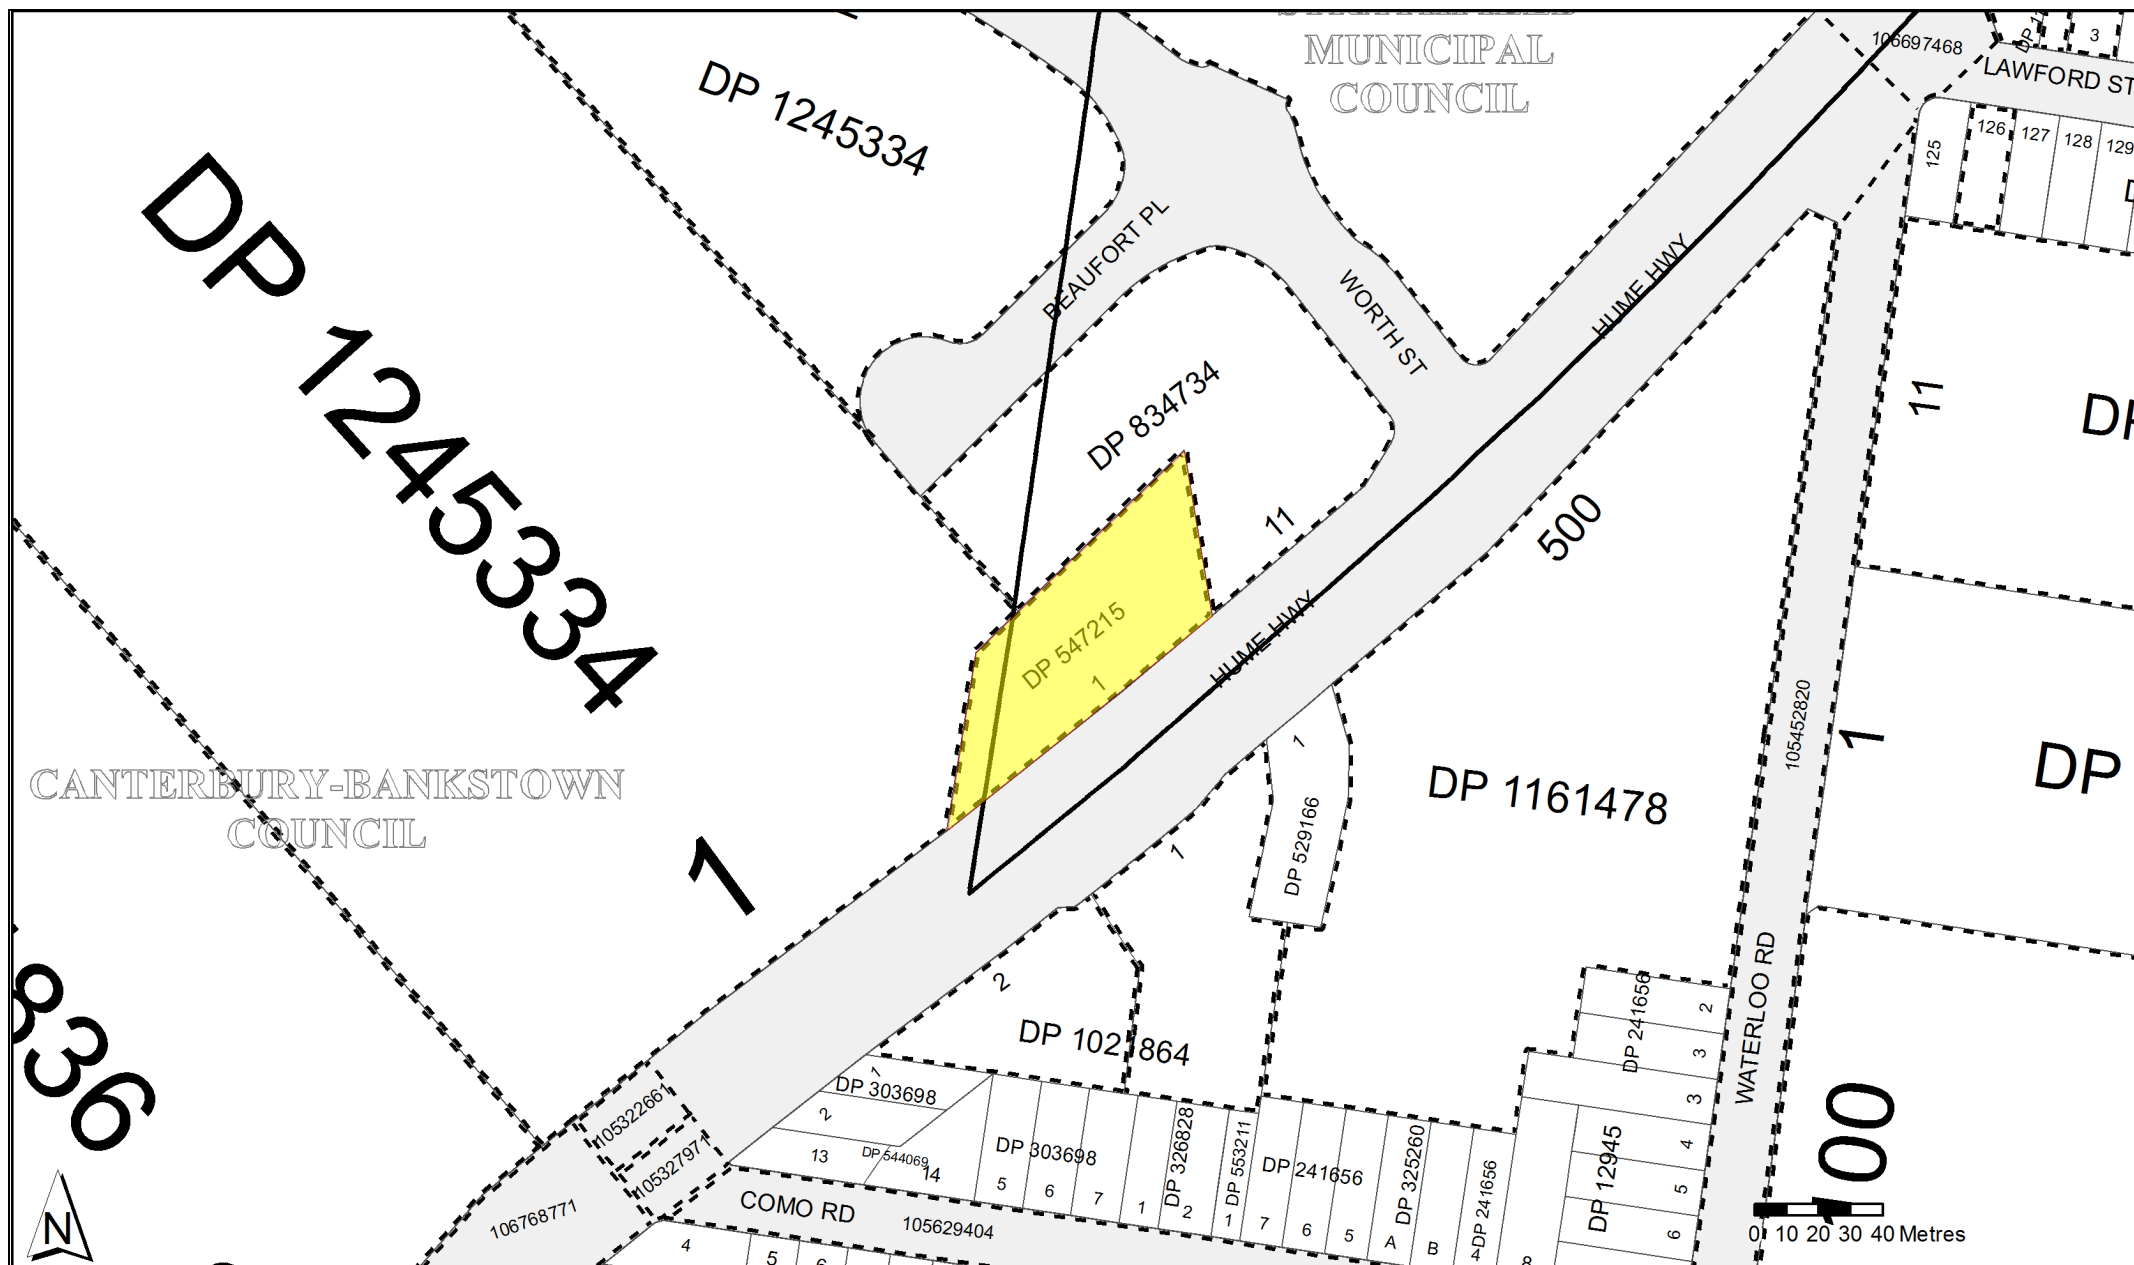 MUNICIPAL
COUNCIL
106697468
3
LAWFORD ST
DP 1245334
125
126
127
128
129
DP 1245334
BEAUFORT PL
WORTH ST
HUME HWY
DP 834734
11
11
500
DP 547215
1
HUME HWY
105452820
1
DP
1
DP 1161478
CANTERBURY-BANKSTOWN
COUNCIL
DP 529166
1
1
836
2
DP 1021864
WATERLOO RD
DP 241656
2
3
3
4
5
6
DP 12945
1
DP 303698
2
13
DP 544069
14
DP 303698
5
6
7
1
DP 326828
2
DP 553211
1
DP 241656
7
6
5
DP 325260
A
B
DP 241656
4
8
105322661
105327971
106768771
COMO RD
105629404
4
5
6
00
N
0 10 20 30 40 Metres